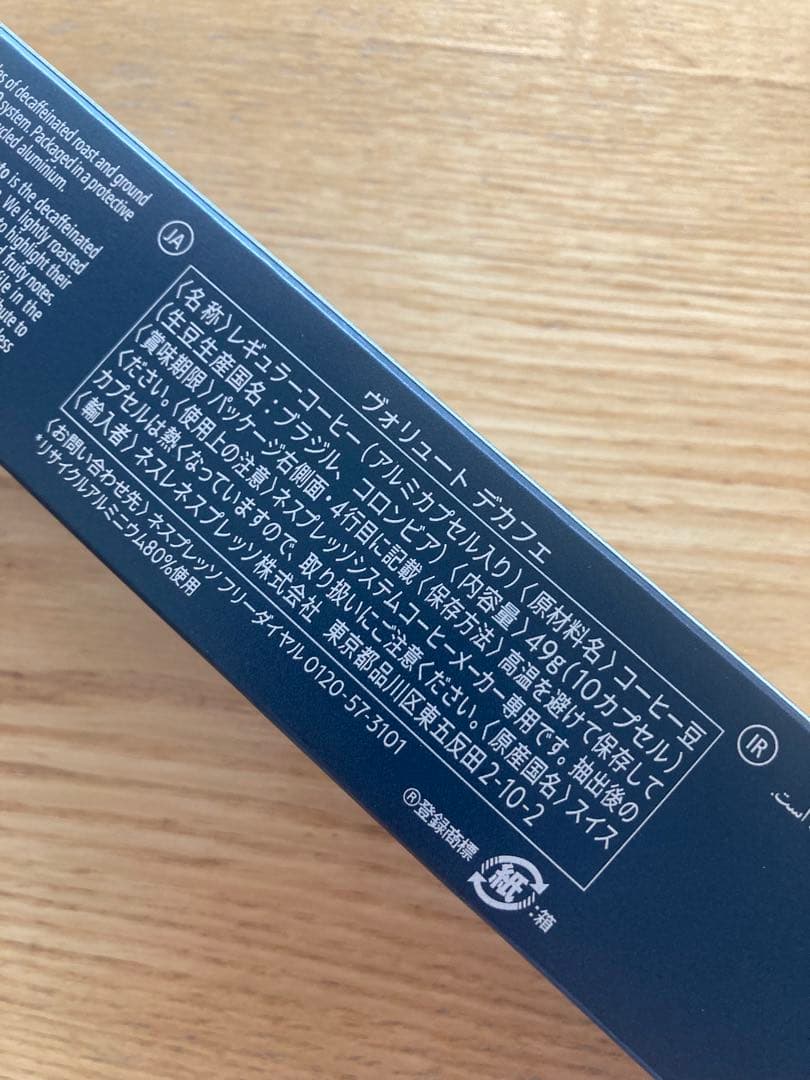 of decaffeinated roast and ground
system. Packaged in a protective
aluminium.
is the decaffeinated
We lightly roasted
to highlight their
fruity notes.
in the
to
JA
ヴォリュート デカフェ
〈名称〉レギュラーコーヒー(アルミカプセル入り)〈原材料名〉コーヒー豆
(生豆生産国名:ブラジル、コロンビア)〈内容量〉49g(10カプセル)
〈賞味期限〉パッケージ右側面・4行目に記載〈保存方法〉高温を避けて保存して
ください。〈使用上の注意〉ネスプレッソシステムコーヒーメーカー専用です。抽出後の
カプセルは熱くなっていますので、取り扱いにご注意ください。〈原産国名〉スイス
〈輸入者〉ネスレネスプレッソ株式会社 東京都品川区東五反田2-10-2
〈お問い合わせ先〉ネスプレッソフリーダイヤル 0120-57-3101
*リサイクルアルミニウム80%使用
®登録商標
紙:箱
IR
است.